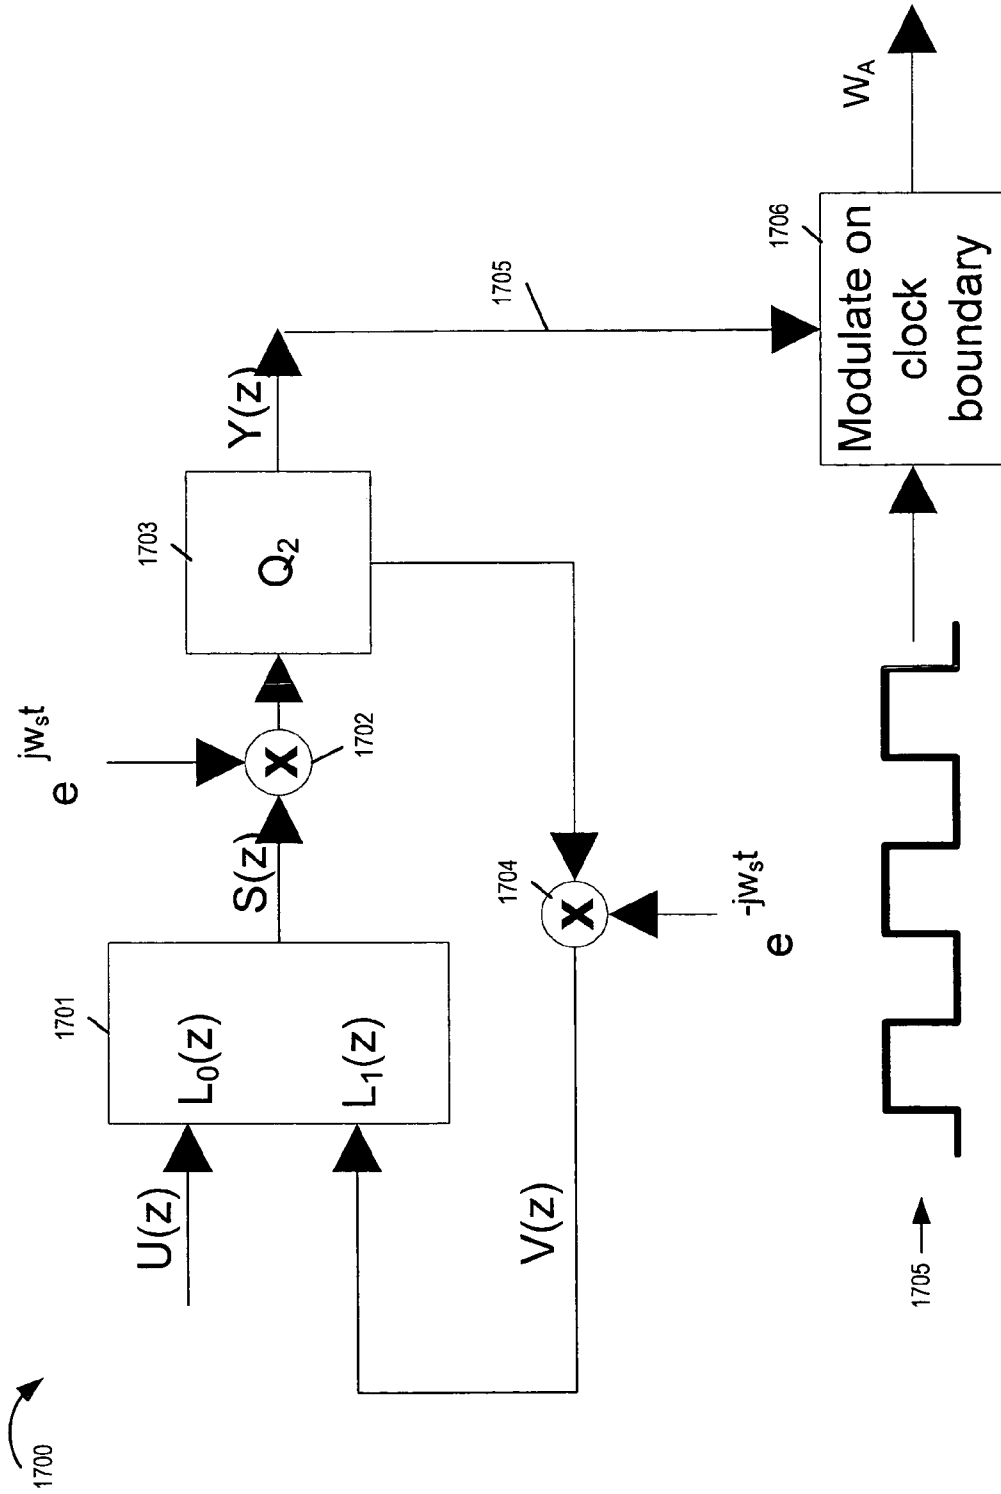 1700
U(z)
1701
L0(z)
L1(z)
S(z)
e^jwst
1702
1703
Q2
Y(z)
1705
V(z)
1704
e^-jwst
X
X
1705
1706
Modulate on
clock
boundary
WA